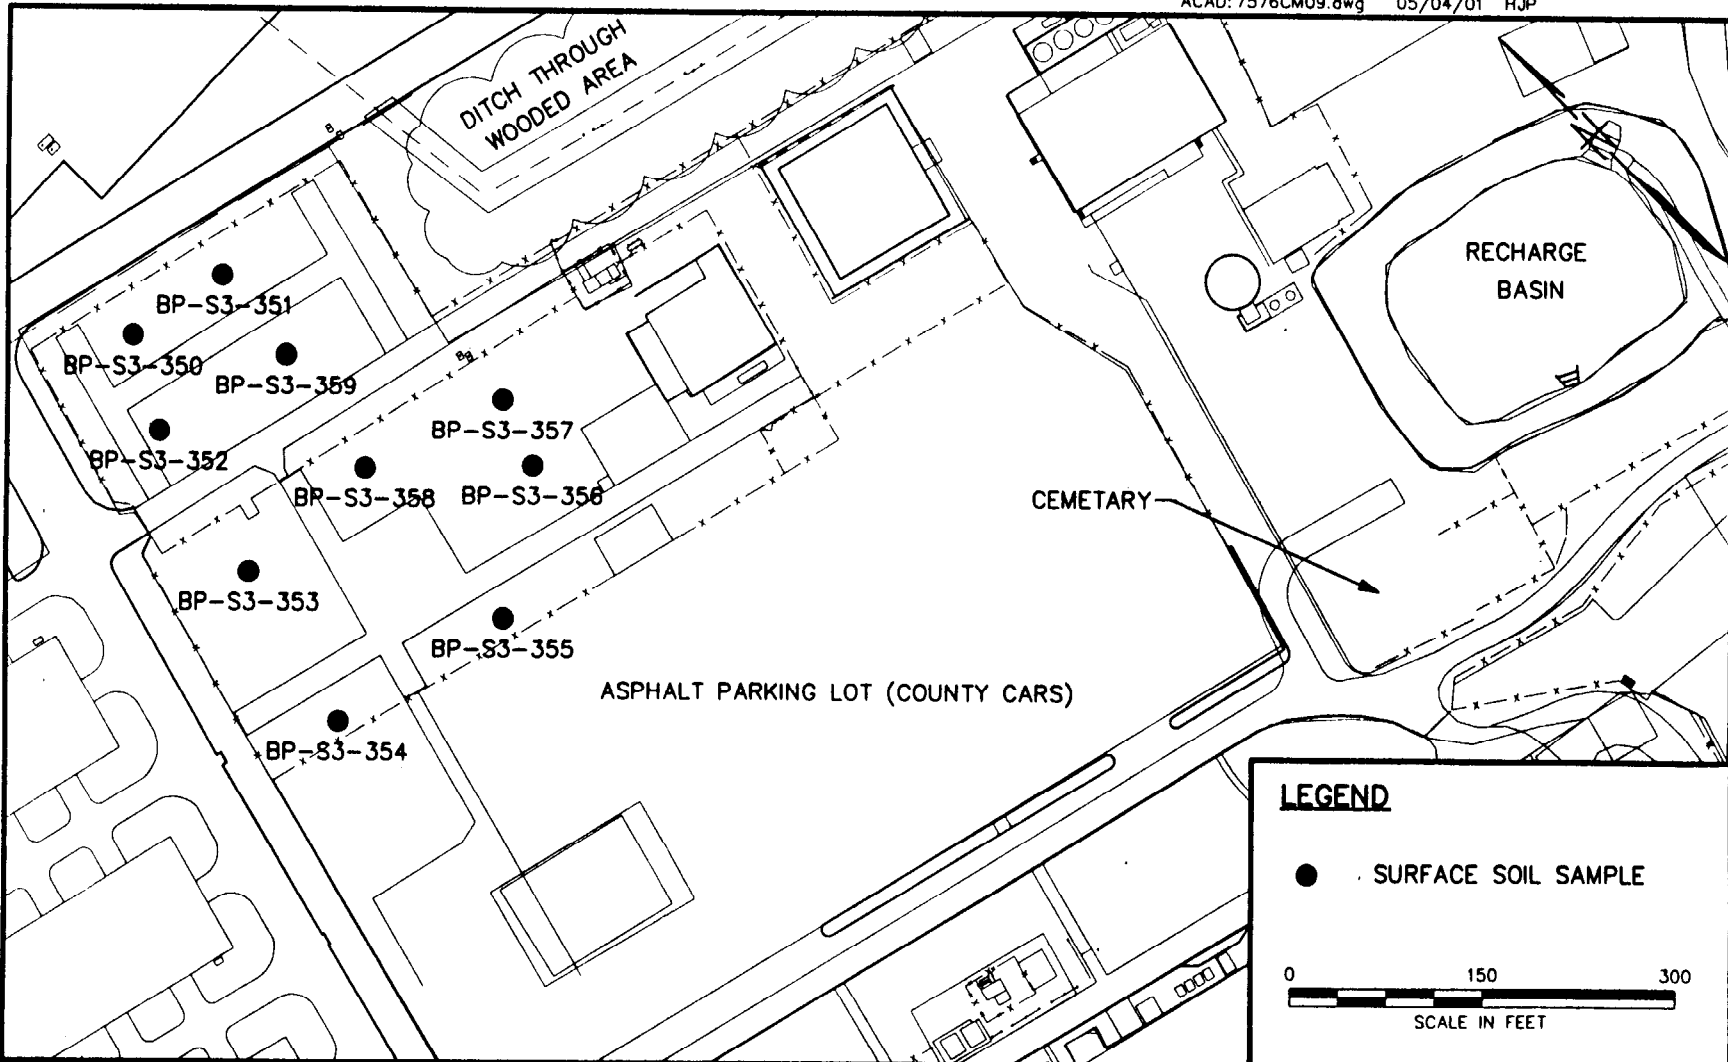 ACAD: 7576CM09.dwg 05/04/01 HJP
DITCH THROUGH
WOODED AREA
RECHARGE
BASIN
BP-S3-351
BP-S3-350
BP-S3-359
BP-S3-352
BP-S3-357
BP-S3-358
BP-S3-356
CEMETARY
BP-S3-353
BP-S3-355
ASPHALT PARKING LOT (COUNTY CARS)
BP-S3-354
LEGEND
SURFACE SOIL SAMPLE
0 150 300
SCALE IN FEET